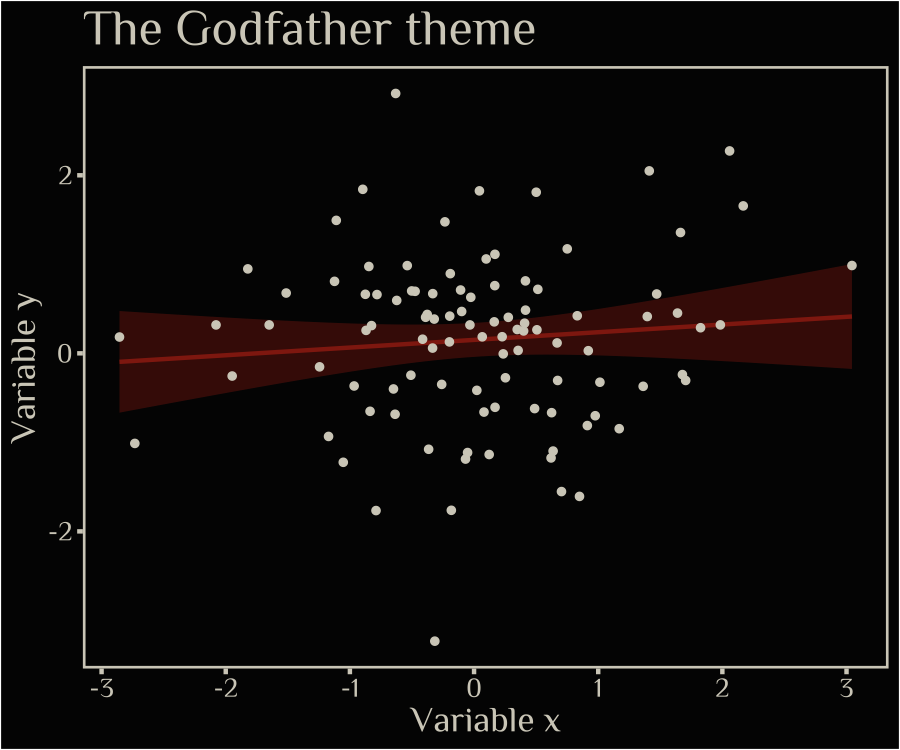 The Godfather theme
Variable y
2
0
-2
-3 -2 -1 0 1 2 3
Variable x